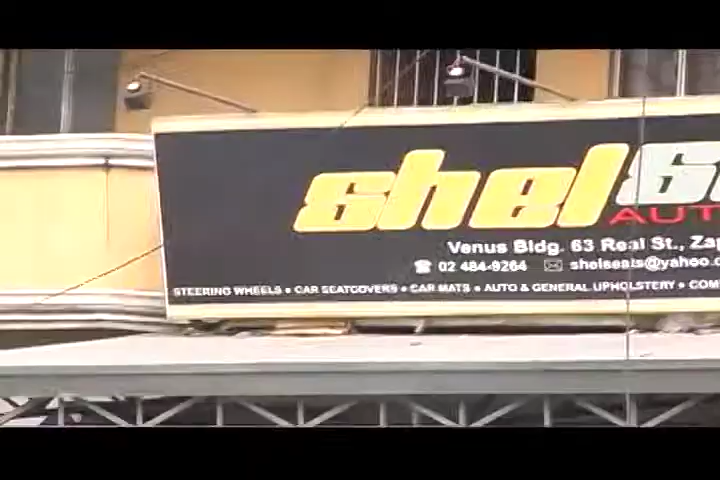 shel
AUT
Venus Bldg. 63 Real St., Zap
02 484-9264 shelseats@yahoo.c
STEERING WHEELS • CAR SEATCOVERS • CAR MATS • AUTO & GENERAL UPHOLSTERY • COM